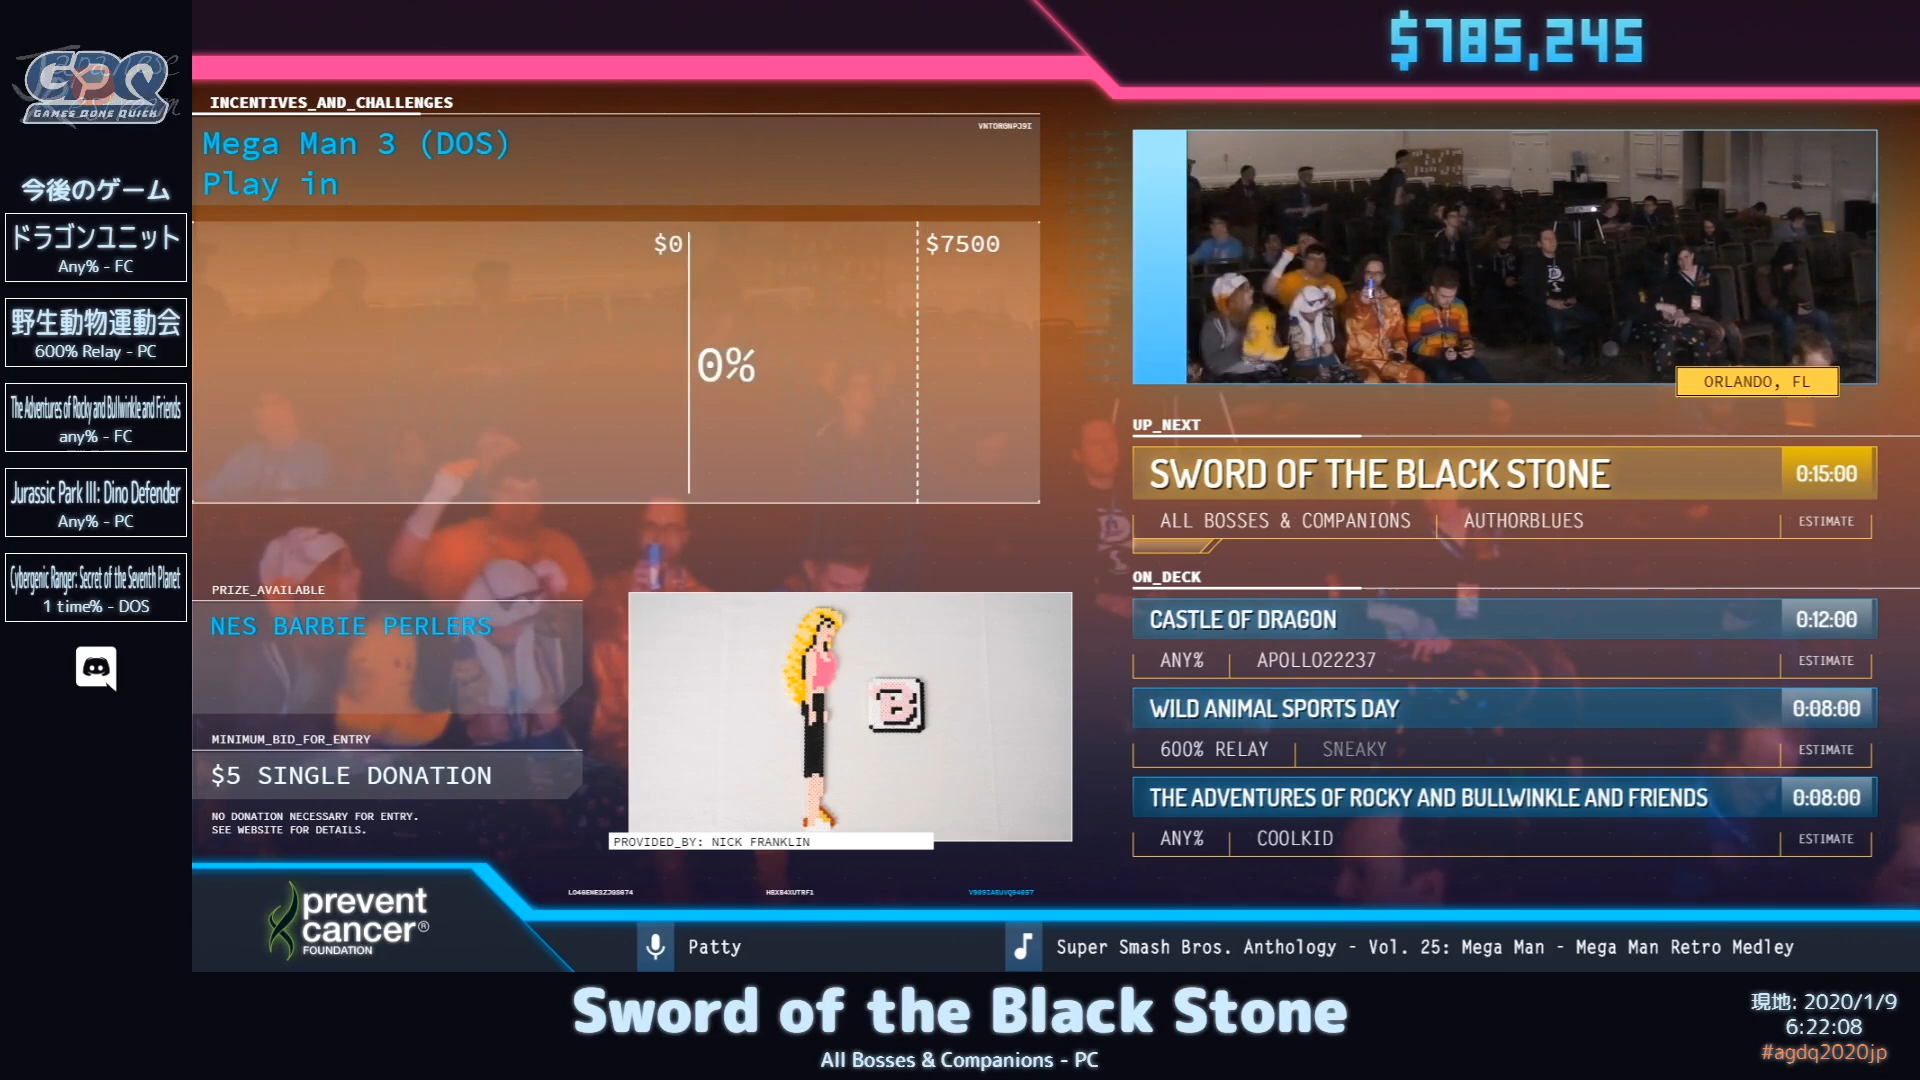 GDQ
GAMES DONE QUICK
今後のゲーム
ドラゴンユニット
Any% - FC
野生動物運動会
600% Relay - PC
The Adventures of Rocky and Bullwinkle and Friends
any% - FC
Jurassic Park III: Dino Defender
Any% - PC
Cybergenic Ranger: Secret of the Seventh Planet
1 time% - DOS
$785,245
INCENTIVES_AND_CHALLENGES
Mega Man 3 (DOS)
Play in
$0
$7500
0%
PRIZE_AVAILABLE
NES BARBIE PERLERS
MINIMUM_BID_FOR_ENTRY
$5 SINGLE DONATION
NO DONATION NECESSARY FOR ENTRY.
SEE WEBSITE FOR DETAILS.
B
PROVIDED_BY: NICK FRANKLIN
ORLANDO, FL
UP_NEXT
SWORD OF THE BLACK STONE
0:15:00
ALL BOSSES & COMPANIONS
AUTHORBLUES
ESTIMATE
ON_DECK
CASTLE OF DRAGON
0:12:00
ANY%
APOLLO22237
ESTIMATE
WILD ANIMAL SPORTS DAY
0:08:00
600% RELAY
SNEAKY
ESTIMATE
THE ADVENTURES OF ROCKY AND BULLWINKLE AND FRIENDS
0:08:00
ANY%
COOLKID
ESTIMATE
prevent
cancer®
FOUNDATION
Patty
Super Smash Bros. Anthology - Vol. 25: Mega Man - Mega Man Retro Medley
Sword of the Black Stone
All Bosses & Companions - PC
現地: 2020/1/9
6:22:08
#agdq2020jp